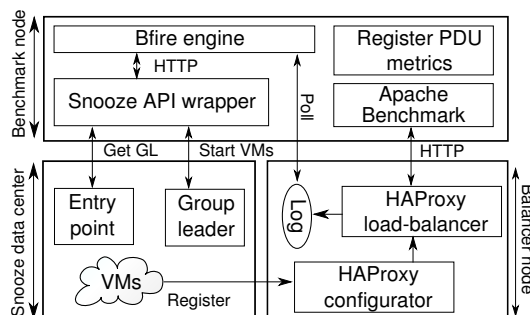 Benchmark node
Bfire engine
Register PDU
metrics
HTTP
Snooze API wrapper
Poll
Apache
Benchmark
Get GL
Start VMs
HTTP
Snooze data center
Entry
point
Group
leader
Log
HAProxy
load-balancer
Balancer node
VMs
Register
HAProxy
configurator